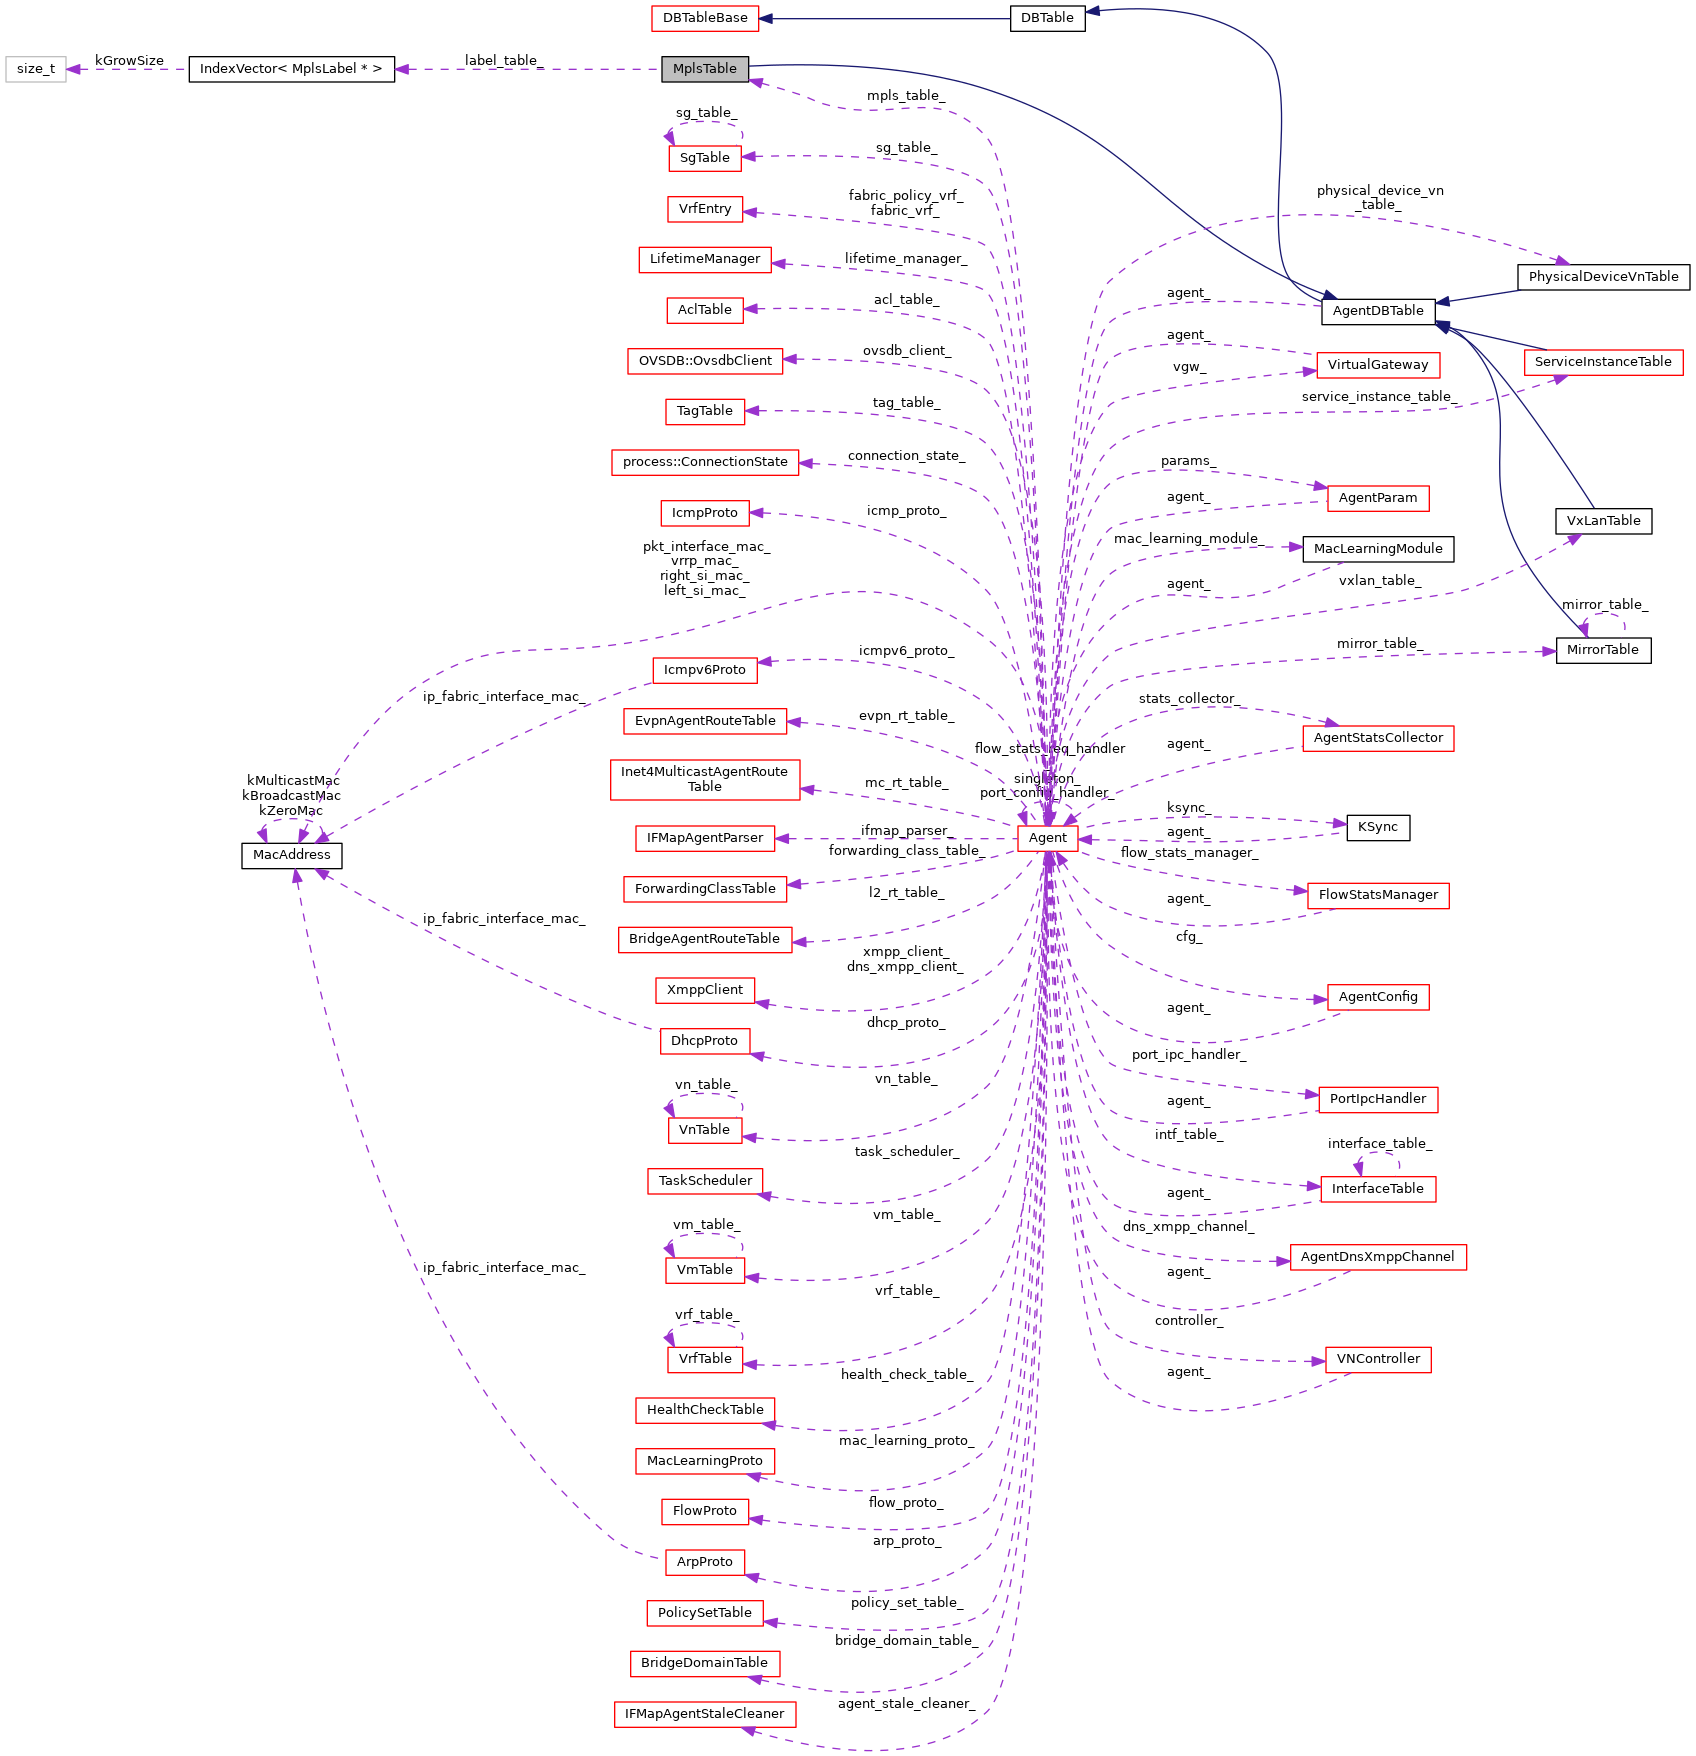 DBTableBase
DBTable
size_t
kGrowSize
IndexVector< MplsLabel * >
label_table_
MplsTable
mpls_table_
sg_table_
SgTable
sg_table_
physical_device_vn
_table_
VrfEntry
fabric_policy_vrf_
fabric_vrf_
LifetimeManager
lifetime_manager_
PhysicalDeviceVnTable
agent_
AclTable
acl_table_
AgentDBTable
OVSDB::OvsdbClient
ovsdb_client_
agent_
VirtualGateway
vgw_
ServiceInstanceTable
service_instance_table_
TagTable
tag_table_
process::ConnectionState
connection_state_
params_
AgentParam
agent_
IcmpProto
icmp_proto_
VxLanTable
mac_learning_module_
MacLearningModule
pkt_interface_mac_
vrrp_mac_
right_si_mac_
left_si_mac_
agent_
vxlan_table_
mirror_table_
MirrorTable
mirror_table_
Icmpv6Proto
icmpv6_proto_
ip_fabric_interface_mac_
stats_collector_
EvpnAgentRouteTable
evpn_rt_table_
AgentStatsCollector
agent_
flow_stats_req_handler
singleton_
port_config_handler_
Inet4MulticastAgentRoute
Table
mc_rt_table_
kMulticastMac
kBroadcastMac
kZeroMac
MacAddress
IFMapAgentParser
ifmap_parser_
Agent
ksync_
agent_
KSync
forwarding_class_table_
ForwardingClassTable
flow_stats_manager_
FlowStatsManager
agent_
l2_rt_table_
BridgeAgentRouteTable
ip_fabric_interface_mac_
cfg_
xmpp_client_
dns_xmpp_client_
XmppClient
AgentConfig
agent_
dhcp_proto_
DhcpProto
port_ipc_handler_
vn_table_
VnTable
vn_table_
PortIpcHandler
agent_
intf_table_
interface_table_
InterfaceTable
task_scheduler_
TaskScheduler
agent_
vm_table_
VmTable
vm_table_
dns_xmpp_channel_
AgentDnsXmppChannel
agent_
ip_fabric_interface_mac_
vrf_table_
VrfTable
vrf_table_
controller_
VNController
agent_
health_check_table_
HealthCheckTable
mac_learning_proto_
MacLearningProto
flow_proto_
FlowProto
arp_proto_
ArpProto
policy_set_table_
PolicySetTable
bridge_domain_table_
BridgeDomainTable
agent_stale_cleaner_
IFMapAgentStaleCleaner